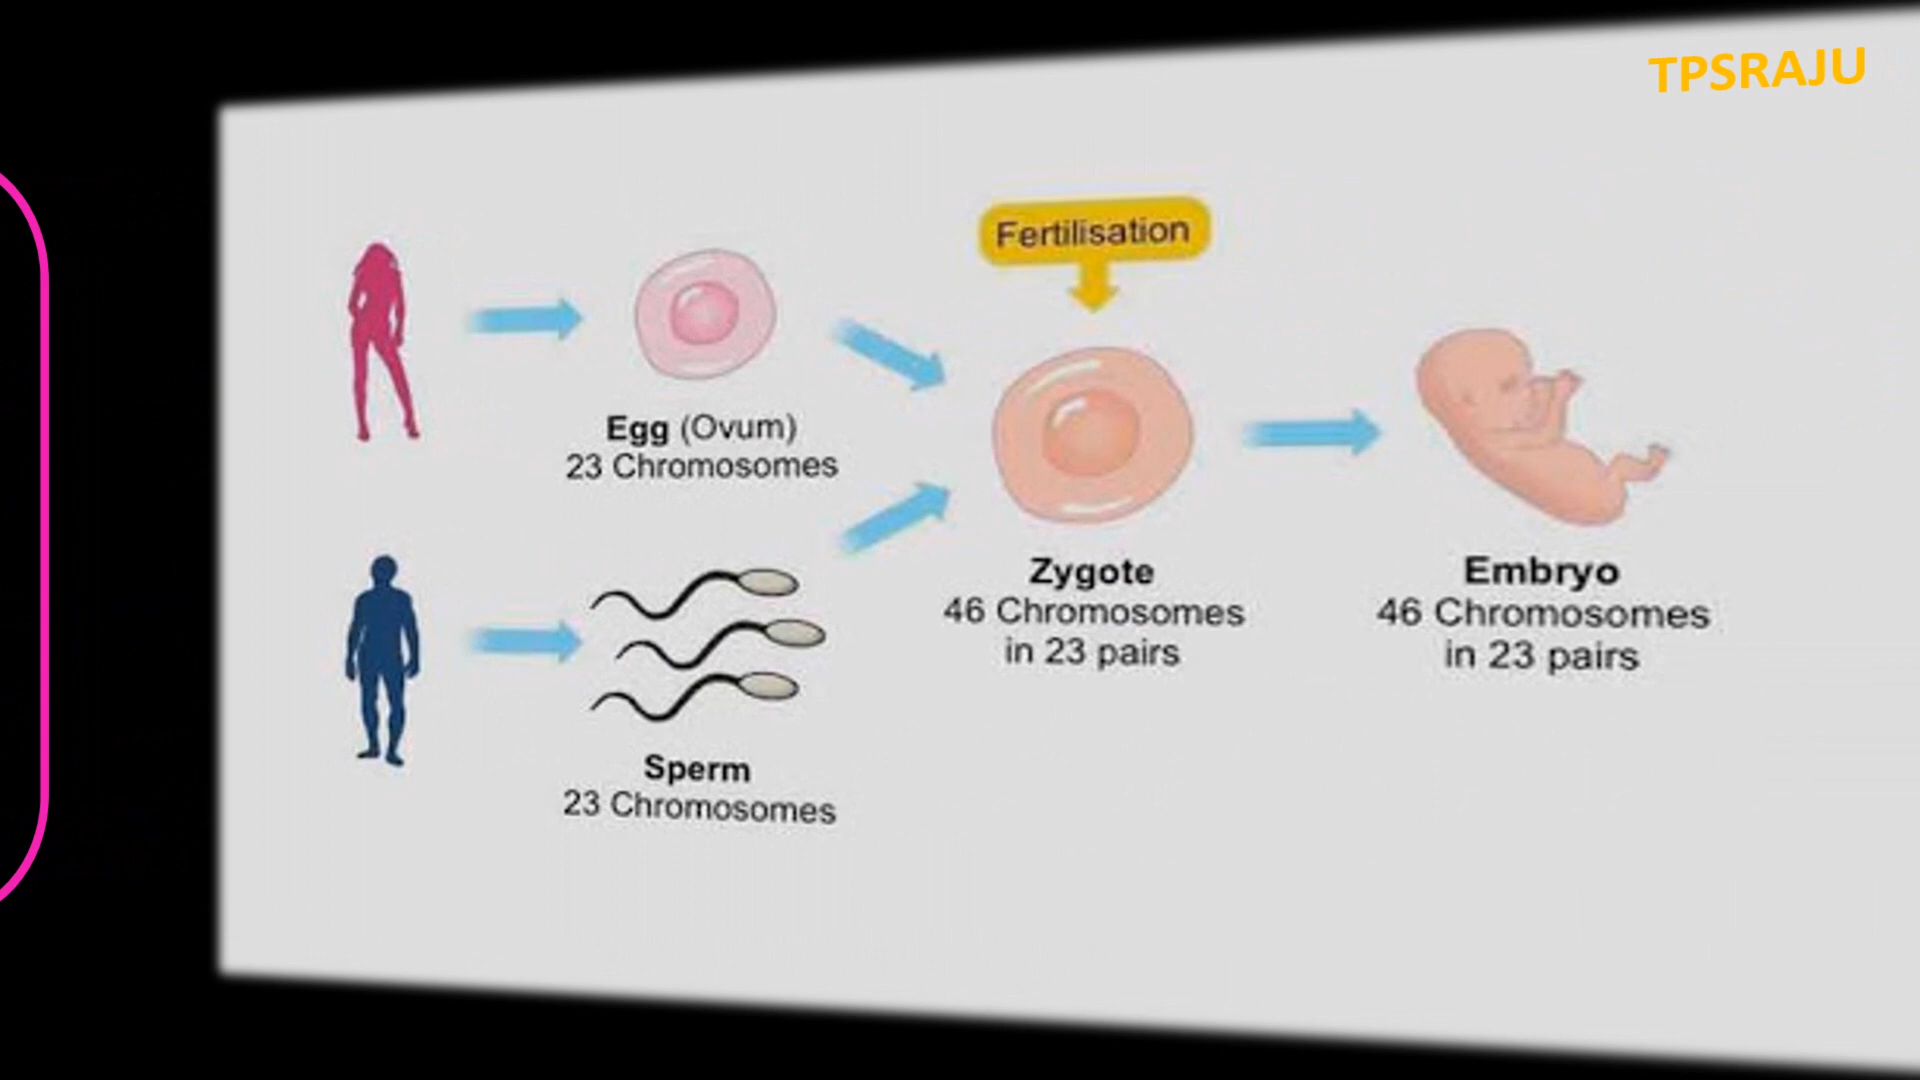 TPSRAJU
Fertilisation
Egg (Ovum)
23 Chromosomes
Zygote
46 Chromosomes
in 23 pairs
Embryo
46 Chromosomes
in 23 pairs
Sperm
23 Chromosomes